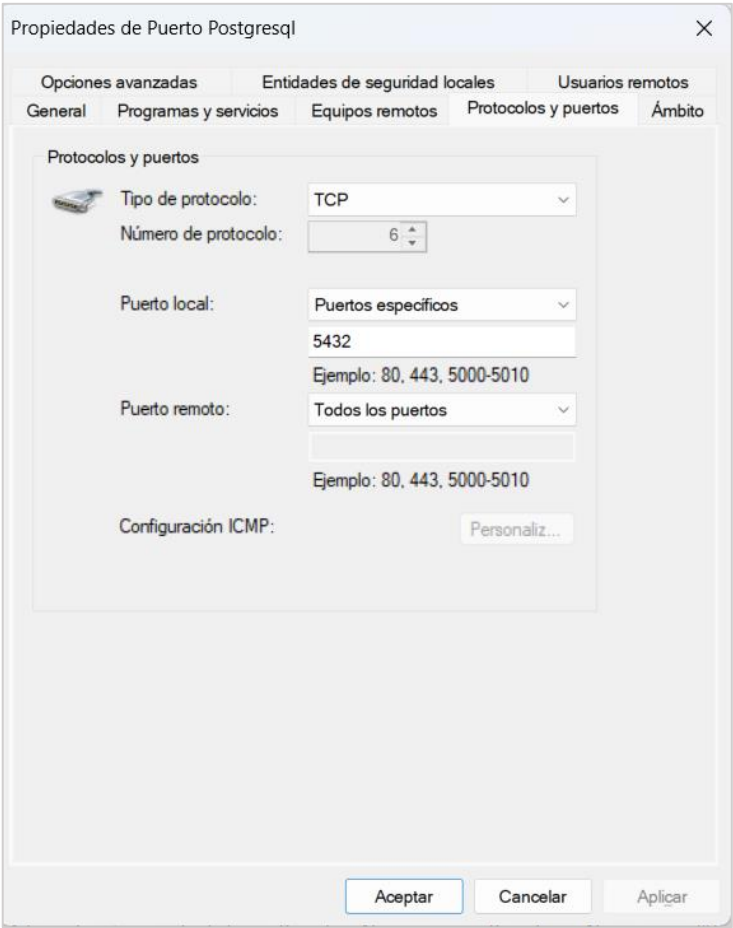 Propiedades de Puerto Postgresql
Opciones avanzadas Entidades de seguridad locales Usuarios remotos
General Programas y servicios Equipos remotos Protocolos y puertos Ámbito
Protocolos y puertos
Tipo de protocolo: TCP
Número de protocolo: 6
Puerto local: Puertos específicos
5432
Ejemplo: 80, 443, 5000-5010
Puerto remoto: Todos los puertos
Ejemplo: 80, 443, 5000-5010
Configuración ICMP: Personaliz...
Aceptar Cancelar Aplicar